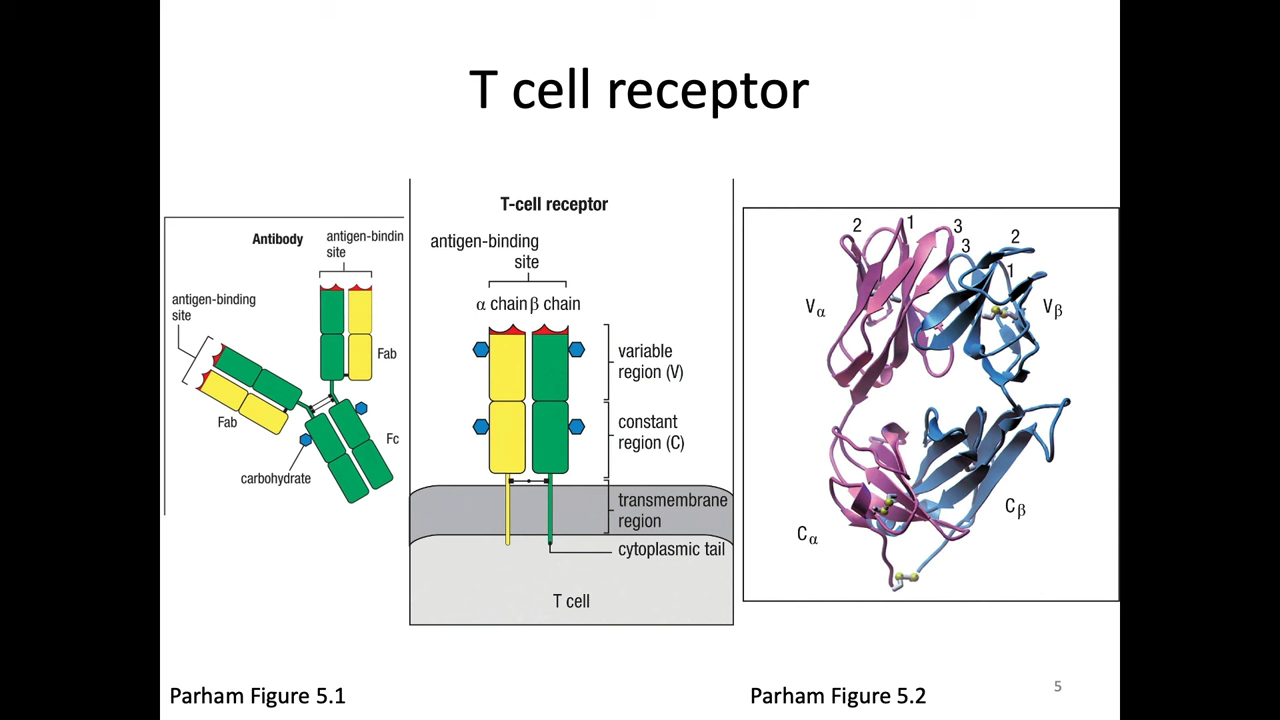 T cell receptor
Antibody
antigen-bindin
site
antigen-binding
site
Fab
Fab
Fc
carbohydrate
T-cell receptor
antigen-binding
site
α chain β chain
variable
region (V)
constant
region (C)
transmembrane
region
cytoplasmic tail
T cell
2
1
3
3
2
1
Vα
Vβ
Cα
Cβ
Parham Figure 5.1
Parham Figure 5.2
5